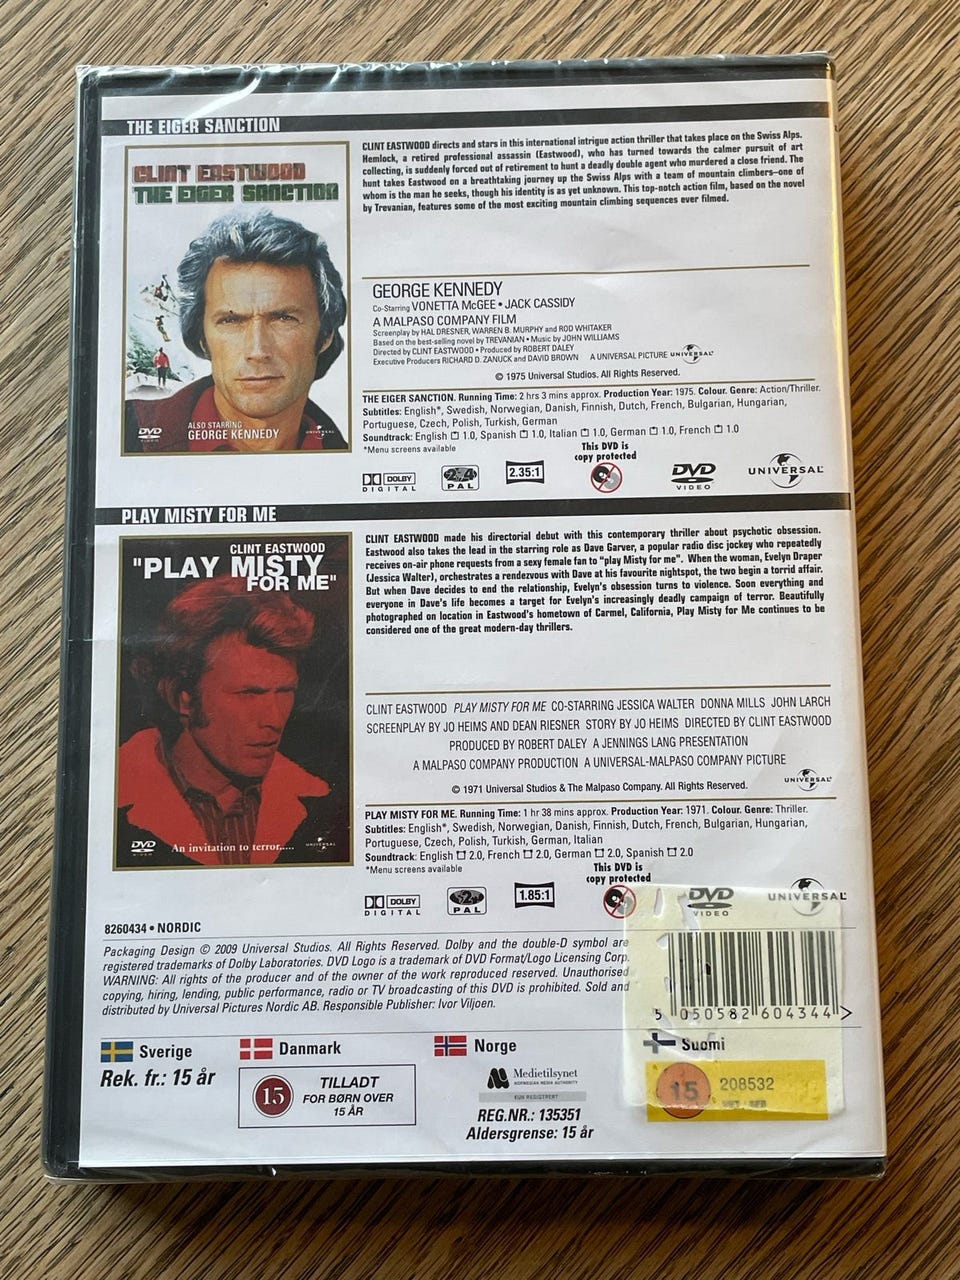 THE EIGER SANCTION
CLINT EASTWOOD
THE EIGER SANCTION
ALSO STARRING
GEORGE KENNEDY
DVD
VIDEO
UNIVERSAL
CLINT EASTWOOD directs and stars in this international intrigue action thriller that takes place on the Swiss Alps.
Hemlock, a retired professional assassin (Eastwood), who has turned towards the calmer pursuit of art
collecting, is suddenly forced out of retirement to hunt a deadly double agent who murdered a close friend. The
hunt takes Eastwood on a breathtaking journey up the Swiss Alps with a team of mountain climbers–one of
whom is the man he seeks, though his identity is as yet unknown. This top-notch action film, based on the novel
by Trevanian, features some of the most exciting mountain climbing sequences ever filmed.
GEORGE KENNEDY
Co-Starring VONETTA McGEE • JACK CASSIDY
A MALPASO COMPANY FILM
Screenplay by HAL DRESNER, WARREN B. MURPHY and ROD WHITAKER
Based on the best-selling novel by TREVANIAN • Music by JOHN WILLIAMS
Directed by CLINT EASTWOOD • Produced by ROBERT DALEY
Executive Producers RICHARD D. ZANUCK and DAVID BROWN A UNIVERSAL PICTURE UNIVERSAL
© 1975 Universal Studios. All Rights Reserved.
THE EIGER SANCTION. Running Time: 2 hrs 3 mins approx. Production Year: 1975. Colour. Genre: Action/Thriller.
Subtitles: English*, Swedish, Norwegian, Danish, Finnish, Dutch, French, Bulgarian, Hungarian,
Portuguese, Czech, Polish, Turkish, German
Soundtrack: English 1.0, Spanish 1.0, Italian 1.0, German 1.0, French 1.0
*Menu screens available
This DVD is
copy protected
DOLBY
DIGITAL
2/4
PAL
2.35:1
DVD
VIDEO
UNIVERSAL
PLAY MISTY FOR ME
CLINT EASTWOOD
"PLAY MISTY
FOR ME"
An invitation to terror.....
DVD
VIDEO
UNIVERSAL
CLINT EASTWOOD made his directorial debut with this contemporary thriller about psychotic obsession.
Eastwood also takes the lead in the starring role as Dave Garver, a popular radio disc jockey who repeatedly
receives on-air phone requests from a sexy female fan to "play Misty for me". When the woman, Evelyn Draper
(Jessica Walter), orchestrates a rendezvous with Dave at his favourite nightspot, the two begin a torrid affair.
But when Dave decides to end the relationship, Evelyn's obsession turns to violence. Soon everything and
everyone in Dave's life becomes a target for Evelyn's increasingly deadly campaign of terror. Beautifully
photographed on location in Eastwood's hometown of Carmel, California, Play Misty for Me continues to be
considered one of the great modern-day thrillers.
CLINT EASTWOOD PLAY MISTY FOR ME CO-STARRING JESSICA WALTER DONNA MILLS JOHN LARCH
SCREENPLAY BY JO HEIMS AND DEAN RIESNER STORY BY JO HEIMS DIRECTED BY CLINT EASTWOOD
PRODUCED BY ROBERT DALEY A JENNINGS LANG PRESENTATION
A MALPASO COMPANY PRODUCTION A UNIVERSAL-MALPASO COMPANY PICTURE
© 1971 Universal Studios & The Malpaso Company. All Rights Reserved. UNIVERSAL
PLAY MISTY FOR ME. Running Time: 1 hr 38 mins approx. Production Year: 1971. Colour. Genre: Thriller.
Subtitles: English*, Swedish, Norwegian, Danish, Finnish, Dutch, French, Bulgarian, Hungarian,
Portuguese, Czech, Polish, Turkish, German, Italian
Soundtrack: English 2.0, French 2.0, German 2.0, Spanish 2.0
*Menu screens available
This DVD is
copy protected
DOLBY
DIGITAL
PAL
1.85:1
DVD
VIDEO
UNIVERSAL
8260434 • NORDIC
Packaging Design © 2009 Universal Studios. All Rights Reserved. Dolby and the double-D symbol are
registered trademarks of Dolby Laboratories. DVD Logo is a trademark of DVD Format/Logo Licensing Corp.
WARNING: All rights of the producer and of the owner of the work reproduced reserved. Unauthorised
copying, hiring, lending, public performance, radio or TV broadcasting of this DVD is prohibited. Sold and
distributed by Universal Pictures Nordic AB. Responsible Publisher: Ivor Viljoen.
5 050582 604344 >
Sverige
Rek. fr.: 15 år
Danmark
15
TILLADT
FOR BØRN OVER
15 ÅR
Norge
Medietilsynet
NORWEGIAN MEDIA AUTHORITY
KUN REGISTRERT
REG.NR.: 135351
Aldersgrense: 15 år
Suomi
15
208532